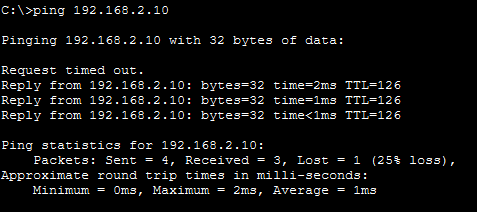 C:\>ping 192.168.2.10
Pinging 192.168.2.10 with 32 bytes of data:
Request timed out.
Reply from 192.168.2.10: bytes=32 time=2ms TTL=126
Reply from 192.168.2.10: bytes=32 time=1ms TTL=126
Reply from 192.168.2.10: bytes=32 time<1ms TTL=126
Ping statistics for 192.168.2.10:
    Packets: Sent = 4, Received = 3, Lost = 1 (25% loss),
Approximate round trip times in milli-seconds:
    Minimum = 0ms, Maximum = 2ms, Average = 1ms